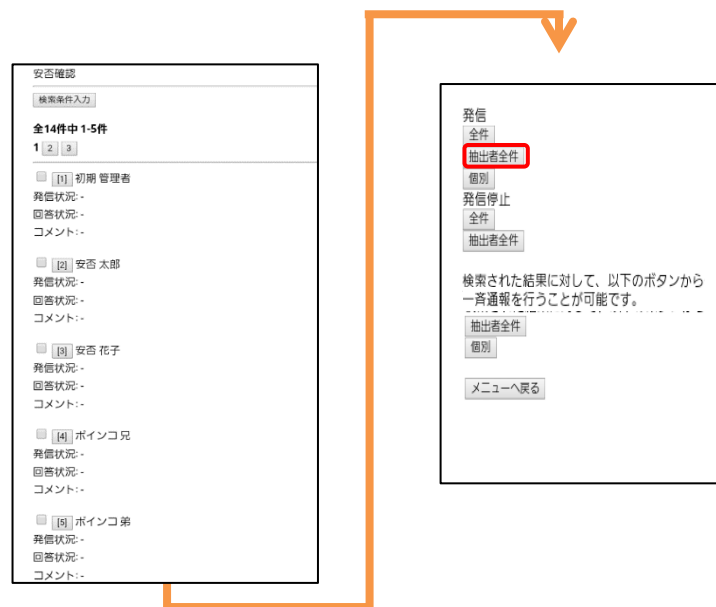 安否確認
検索条件入力
全14件中 1-5件
1 2 3
[1] 初期 管理者
発信状況: -
回答状況: -
コメント: -
[2] 安否 太郎
発信状況: -
回答状況: -
コメント: -
[3] 安否 花子
発信状況: -
回答状況: -
コメント: -
[4] ボインコ 兄
発信状況: -
回答状況: -
コメント: -
[5] ボインコ 弟
発信状況: -
回答状況: -
コメント: -
発信
全件
抽出者全件
個別
発信停止
全件
抽出者全件
検索された結果に対して、以下のボタンから
一斉通報を行うことが可能です。
抽出者全件
個別
メニューへ戻る